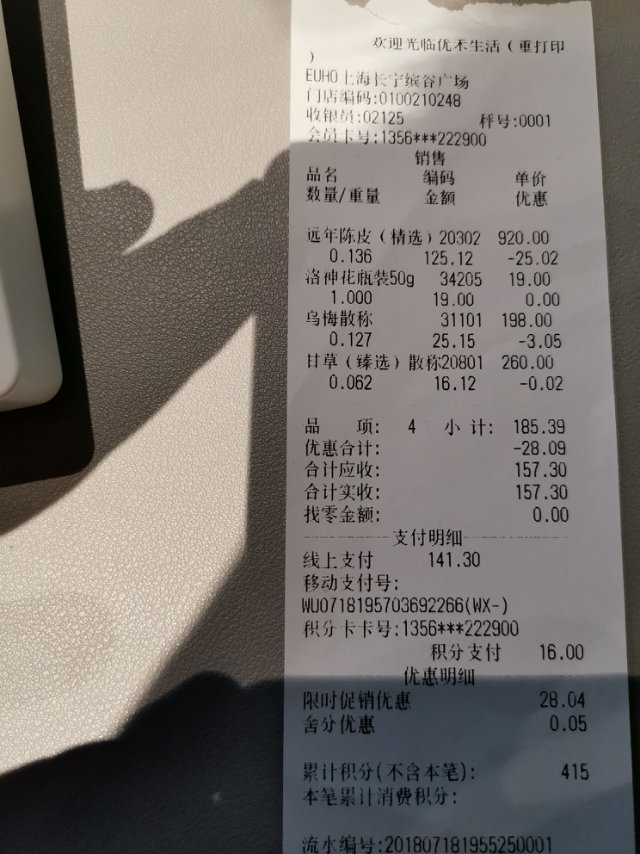 欢迎光临优禾生活(重打印
)
EUHO上海长宁缤谷广场
门店编码:0100210248
收银员:02125 秤号:0001
会员卡号:1356***222900
销售
品名 编码 单价
数量/重量 金额 优惠
远年陈皮(精选)20302 920.00
0.136 125.12 -25.02
洛神花瓶装50g 34205 19.00
1.000 19.00 0.00
乌梅散称 31101 198.00
0.127 25.15 -3.05
甘草(臻选)散称20801 260.00
0.062 16.12 -0.02
品 项: 4 小 计: 185.39
优惠合计: -28.09
合计应收: 157.30
合计实收: 157.30
找零金额: 0.00
支付明细
线上支付 141.30
移动支付号:
WU0718195703692266(WX-)
积分卡卡号:1356***222900
积分支付 16.00
优惠明细
限时促销优惠 28.04
舍分优惠 0.05
累计积分(不含本笔): 415
本笔累计消费积分:
流水编号:201807181955250001